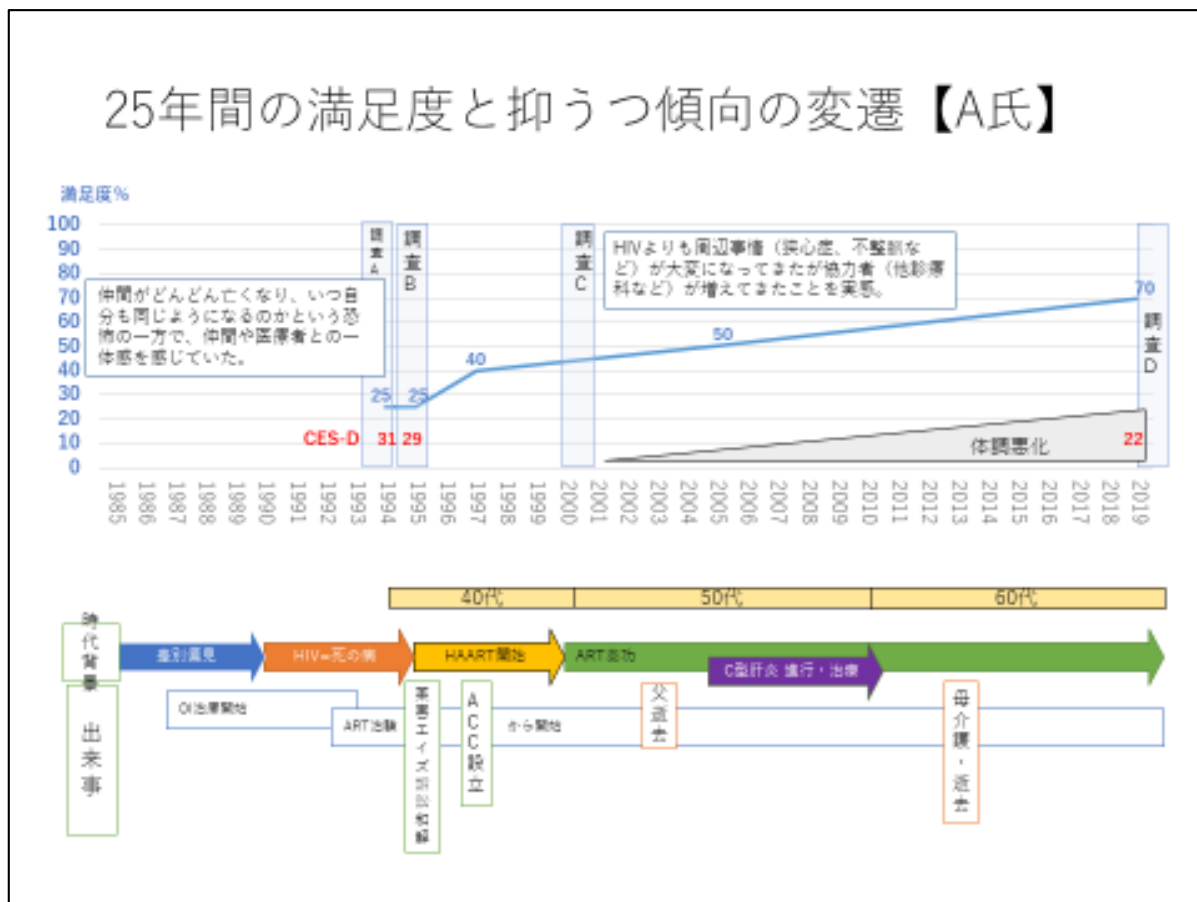 25年間の満足度と抑うつ傾向の変遷【A氏】
満足度%
100
90
80
70
60
50
40
30
20
10
0
調査A
調査B
調査C
調査D
仲間がどんどん亡くなり、いつ自
分も同じようになるのかという恐
怖の一方で、仲間や医療者との一
体感を感じていた。
HIVよりも周辺事情（狭心症、不整脈な
ど）が大変になってきたが協力者（他診療
科など）が増えてきたことを実感。
25
25
40
50
70
CES-D
31
29
22
体調悪化
1985
1986
1987
1988
1989
1990
1991
1992
1993
1994
1995
1996
1997
1998
1999
2000
2001
2002
2003
2004
2005
2006
2007
2008
2009
2010
2011
2012
2013
2014
2015
2016
2017
2018
2019
40代
50代
60代
時代背景
差別偏見
HIV=死の病
HAART開始
ART奏功
C型肝炎 進行・治療
出来事
OI治療開始
ART治験
から開始
薬害エイズ訴訟和解
ACC設立
父逝去
母介護・逝去